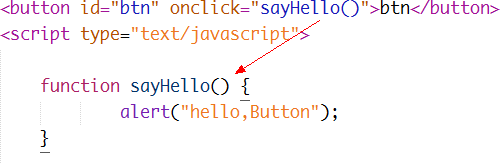 <button id="btn" onclick="sayHello()">btn</button>
<script type="text/javascript">
function sayHello() {
alert("hello,Button");
}